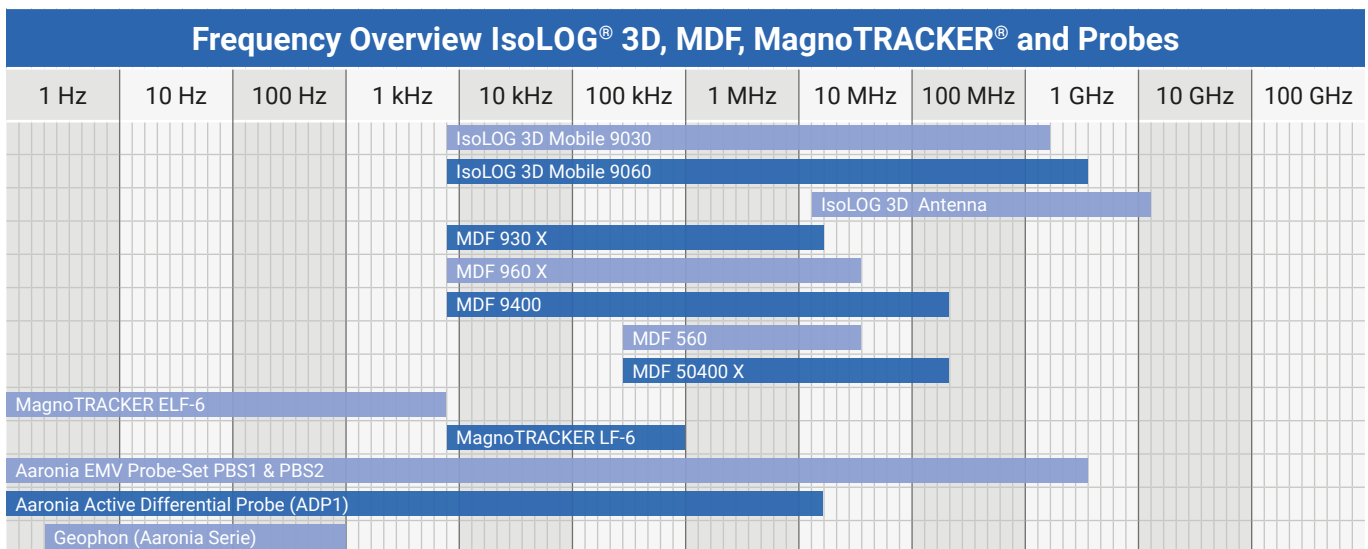 Frequency Overview IsoLOG® 3D, MDF, MagnoTRACKER® and Probes
1 Hz 10 Hz 100 Hz 1 kHz 10 kHz 100 kHz 1 MHz 10 MHz 100 MHz 1 GHz 10 GHz 100 GHz
IsoLOG 3D Mobile 9030
IsoLOG 3D Mobile 9060
IsoLOG 3D Antenna
MDF 930 X
MDF 960 X
MDF 9400
MDF 560
MDF 50400 X
MagnoTRACKER ELF-6
MagnoTRACKER LF-6
Aaronia EMV Probe-Set PBS1 & PBS2
Aaronia Active Differential Probe (ADP1)
Geophon (Aaronia Serie)